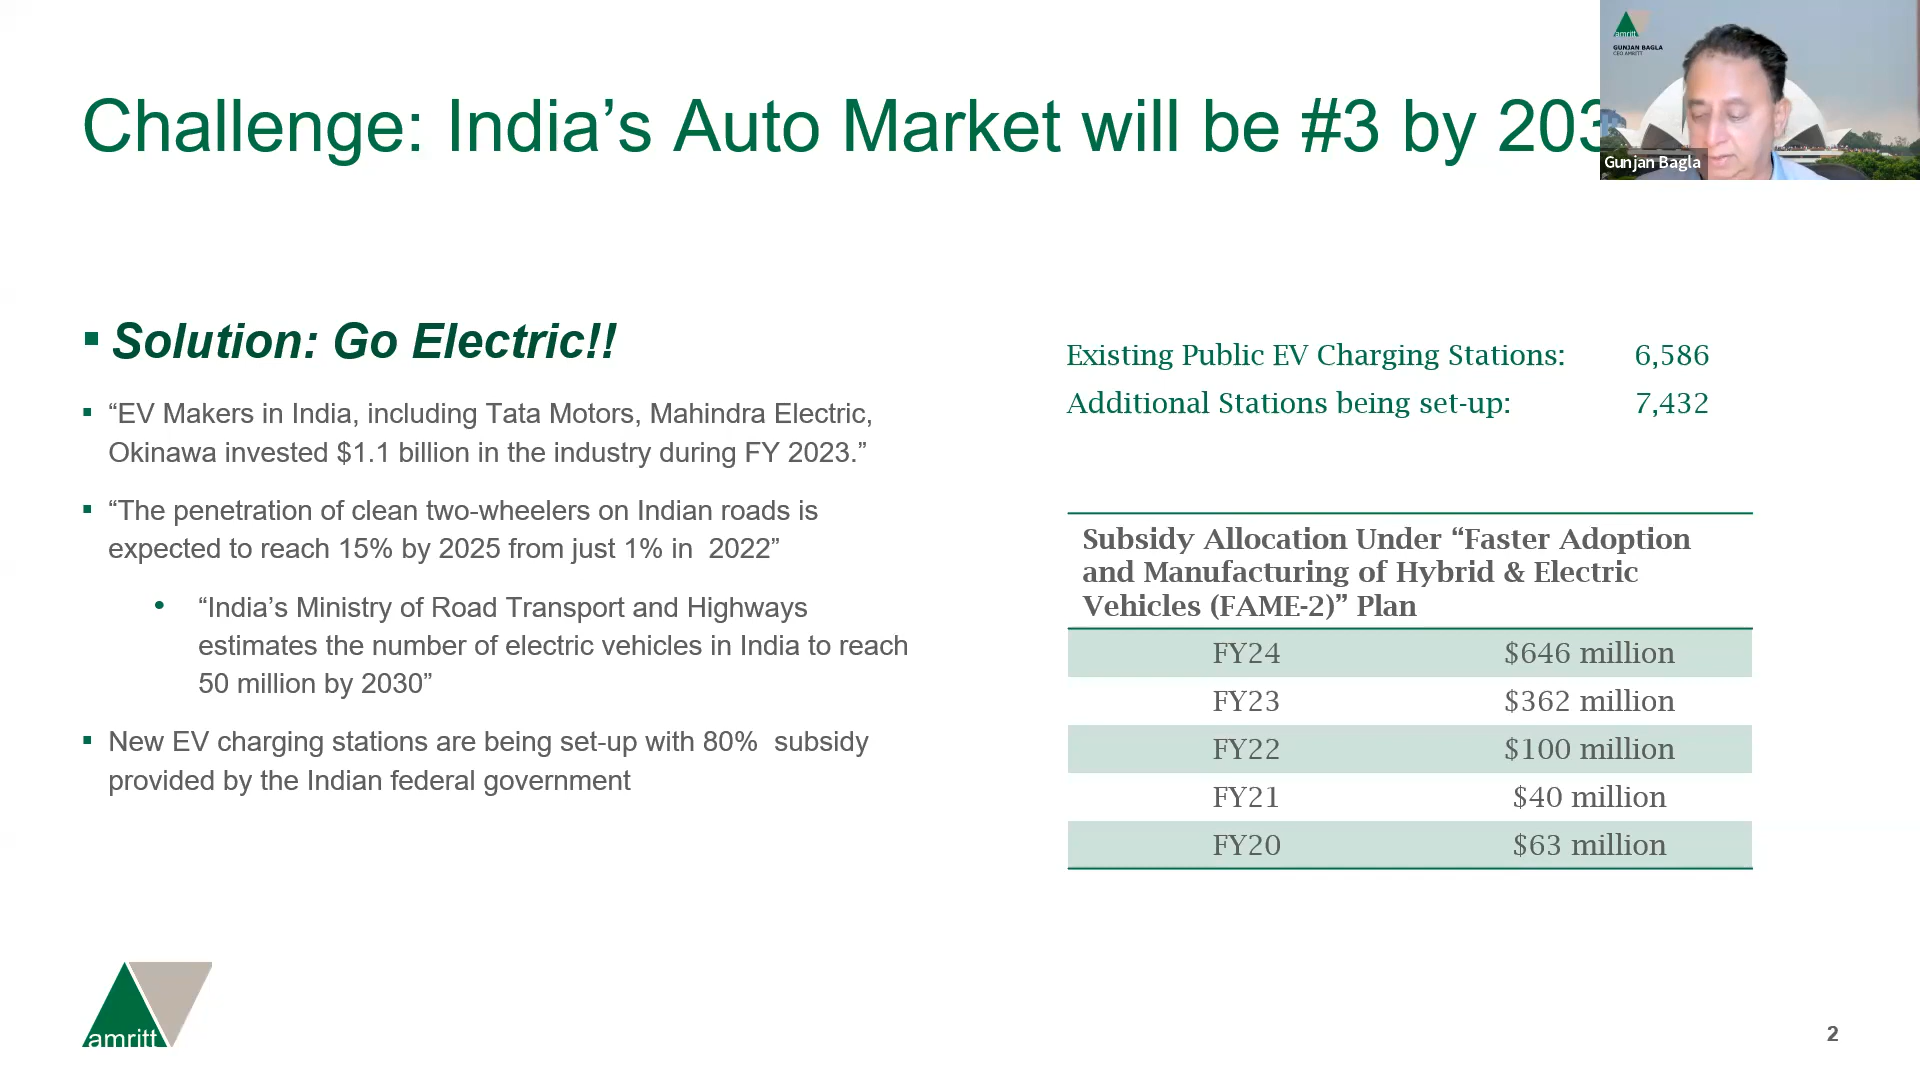 Challenge: India’s Auto Market will be #3 by 203
amritt
GUNJAN BAGLA
CEO AMRITT
Gunjan Bagla
▪ Solution: Go Electric!!
▪ “EV Makers in India, including Tata Motors, Mahindra Electric,
Okinawa invested $1.1 billion in the industry during FY 2023.”
▪ “The penetration of clean two-wheelers on Indian roads is
expected to reach 15% by 2025 from just 1% in 2022”
• “India’s Ministry of Road Transport and Highways
estimates the number of electric vehicles in India to reach
50 million by 2030”
▪ New EV charging stations are being set-up with 80% subsidy
provided by the Indian federal government
Existing Public EV Charging Stations: 6,586
Additional Stations being set-up: 7,432
Subsidy Allocation Under “Faster Adoption
and Manufacturing of Hybrid & Electric
Vehicles (FAME-2)” Plan
FY24 $646 million
FY23 $362 million
FY22 $100 million
FY21 $40 million
FY20 $63 million
amritt
2